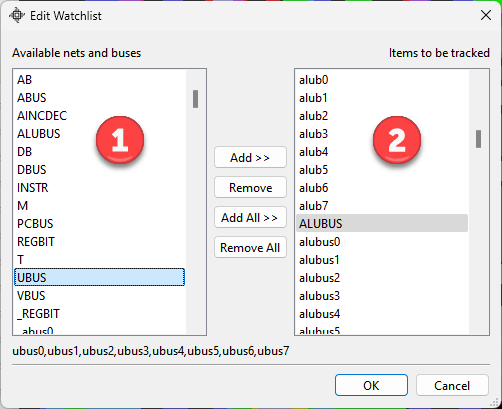 Edit Watchlist
Available nets and buses
Items to be tracked
AB
ABUS
AINCDEC
ALUBUS
DB
DBUS
INSTR
M
PCBUS
REGBIT
T
UBUS
VBUS
_REGBIT
_abus0
1
Add >>
Remove
Add All >>
Remove All
alub0
alub1
alub2
alub3
alub4
alub5
alub6
alub7
ALUBUS
alubus0
alubus1
alubus2
alubus3
alubus4
alubus5
2
ubus0,ubus1,ubus2,ubus3,ubus4,ubus5,ubus6,ubus7
OK
Cancel